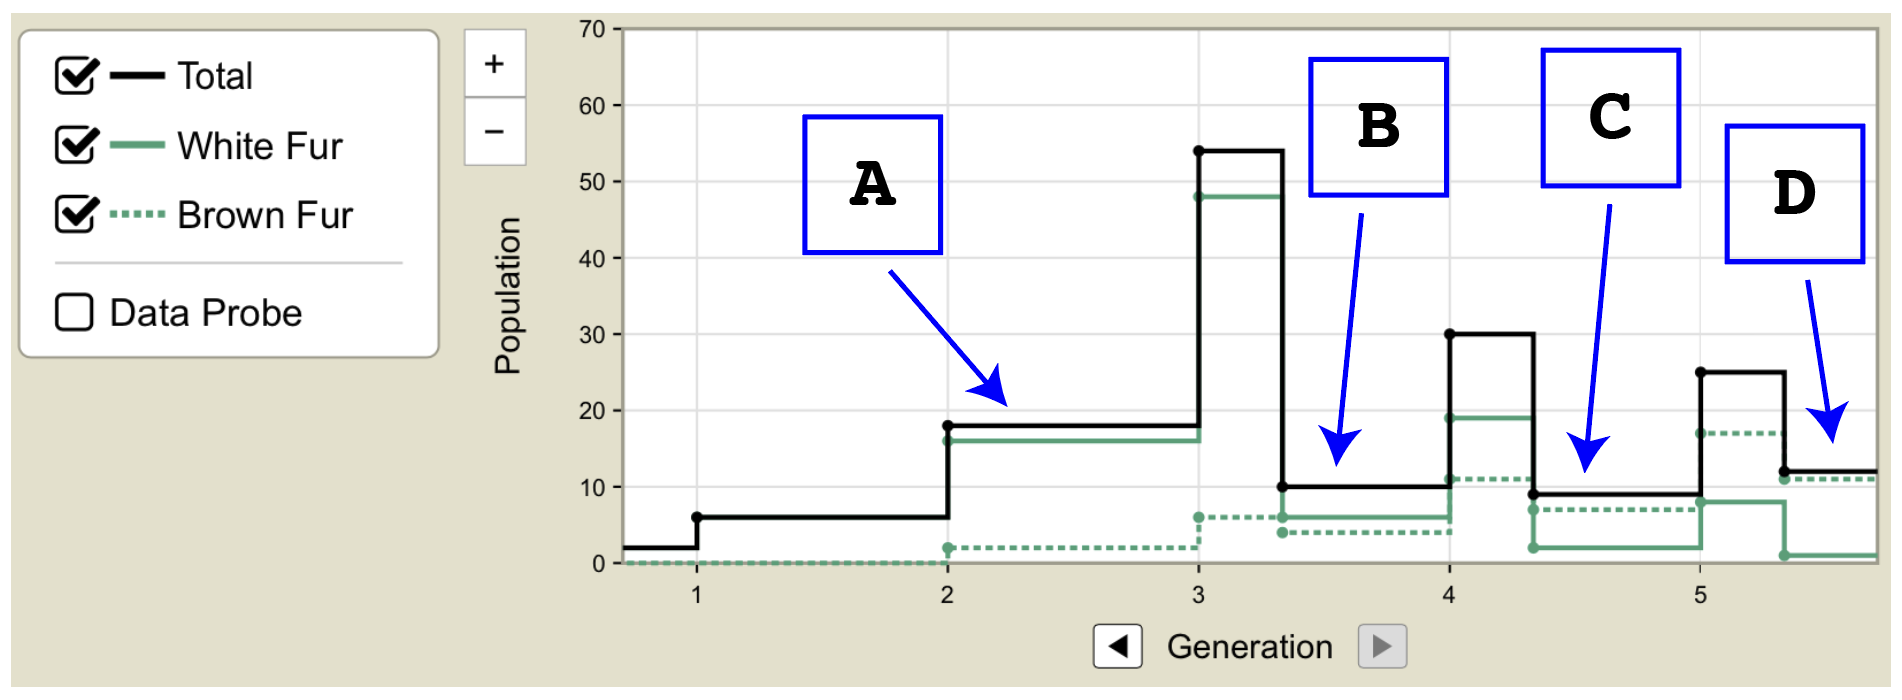 Total
White Fur
Brown Fur
Data Probe
+
−
Population
70
60
50
40
30
20
10
0
A
B
C
D
1 2 3 4 5
Generation